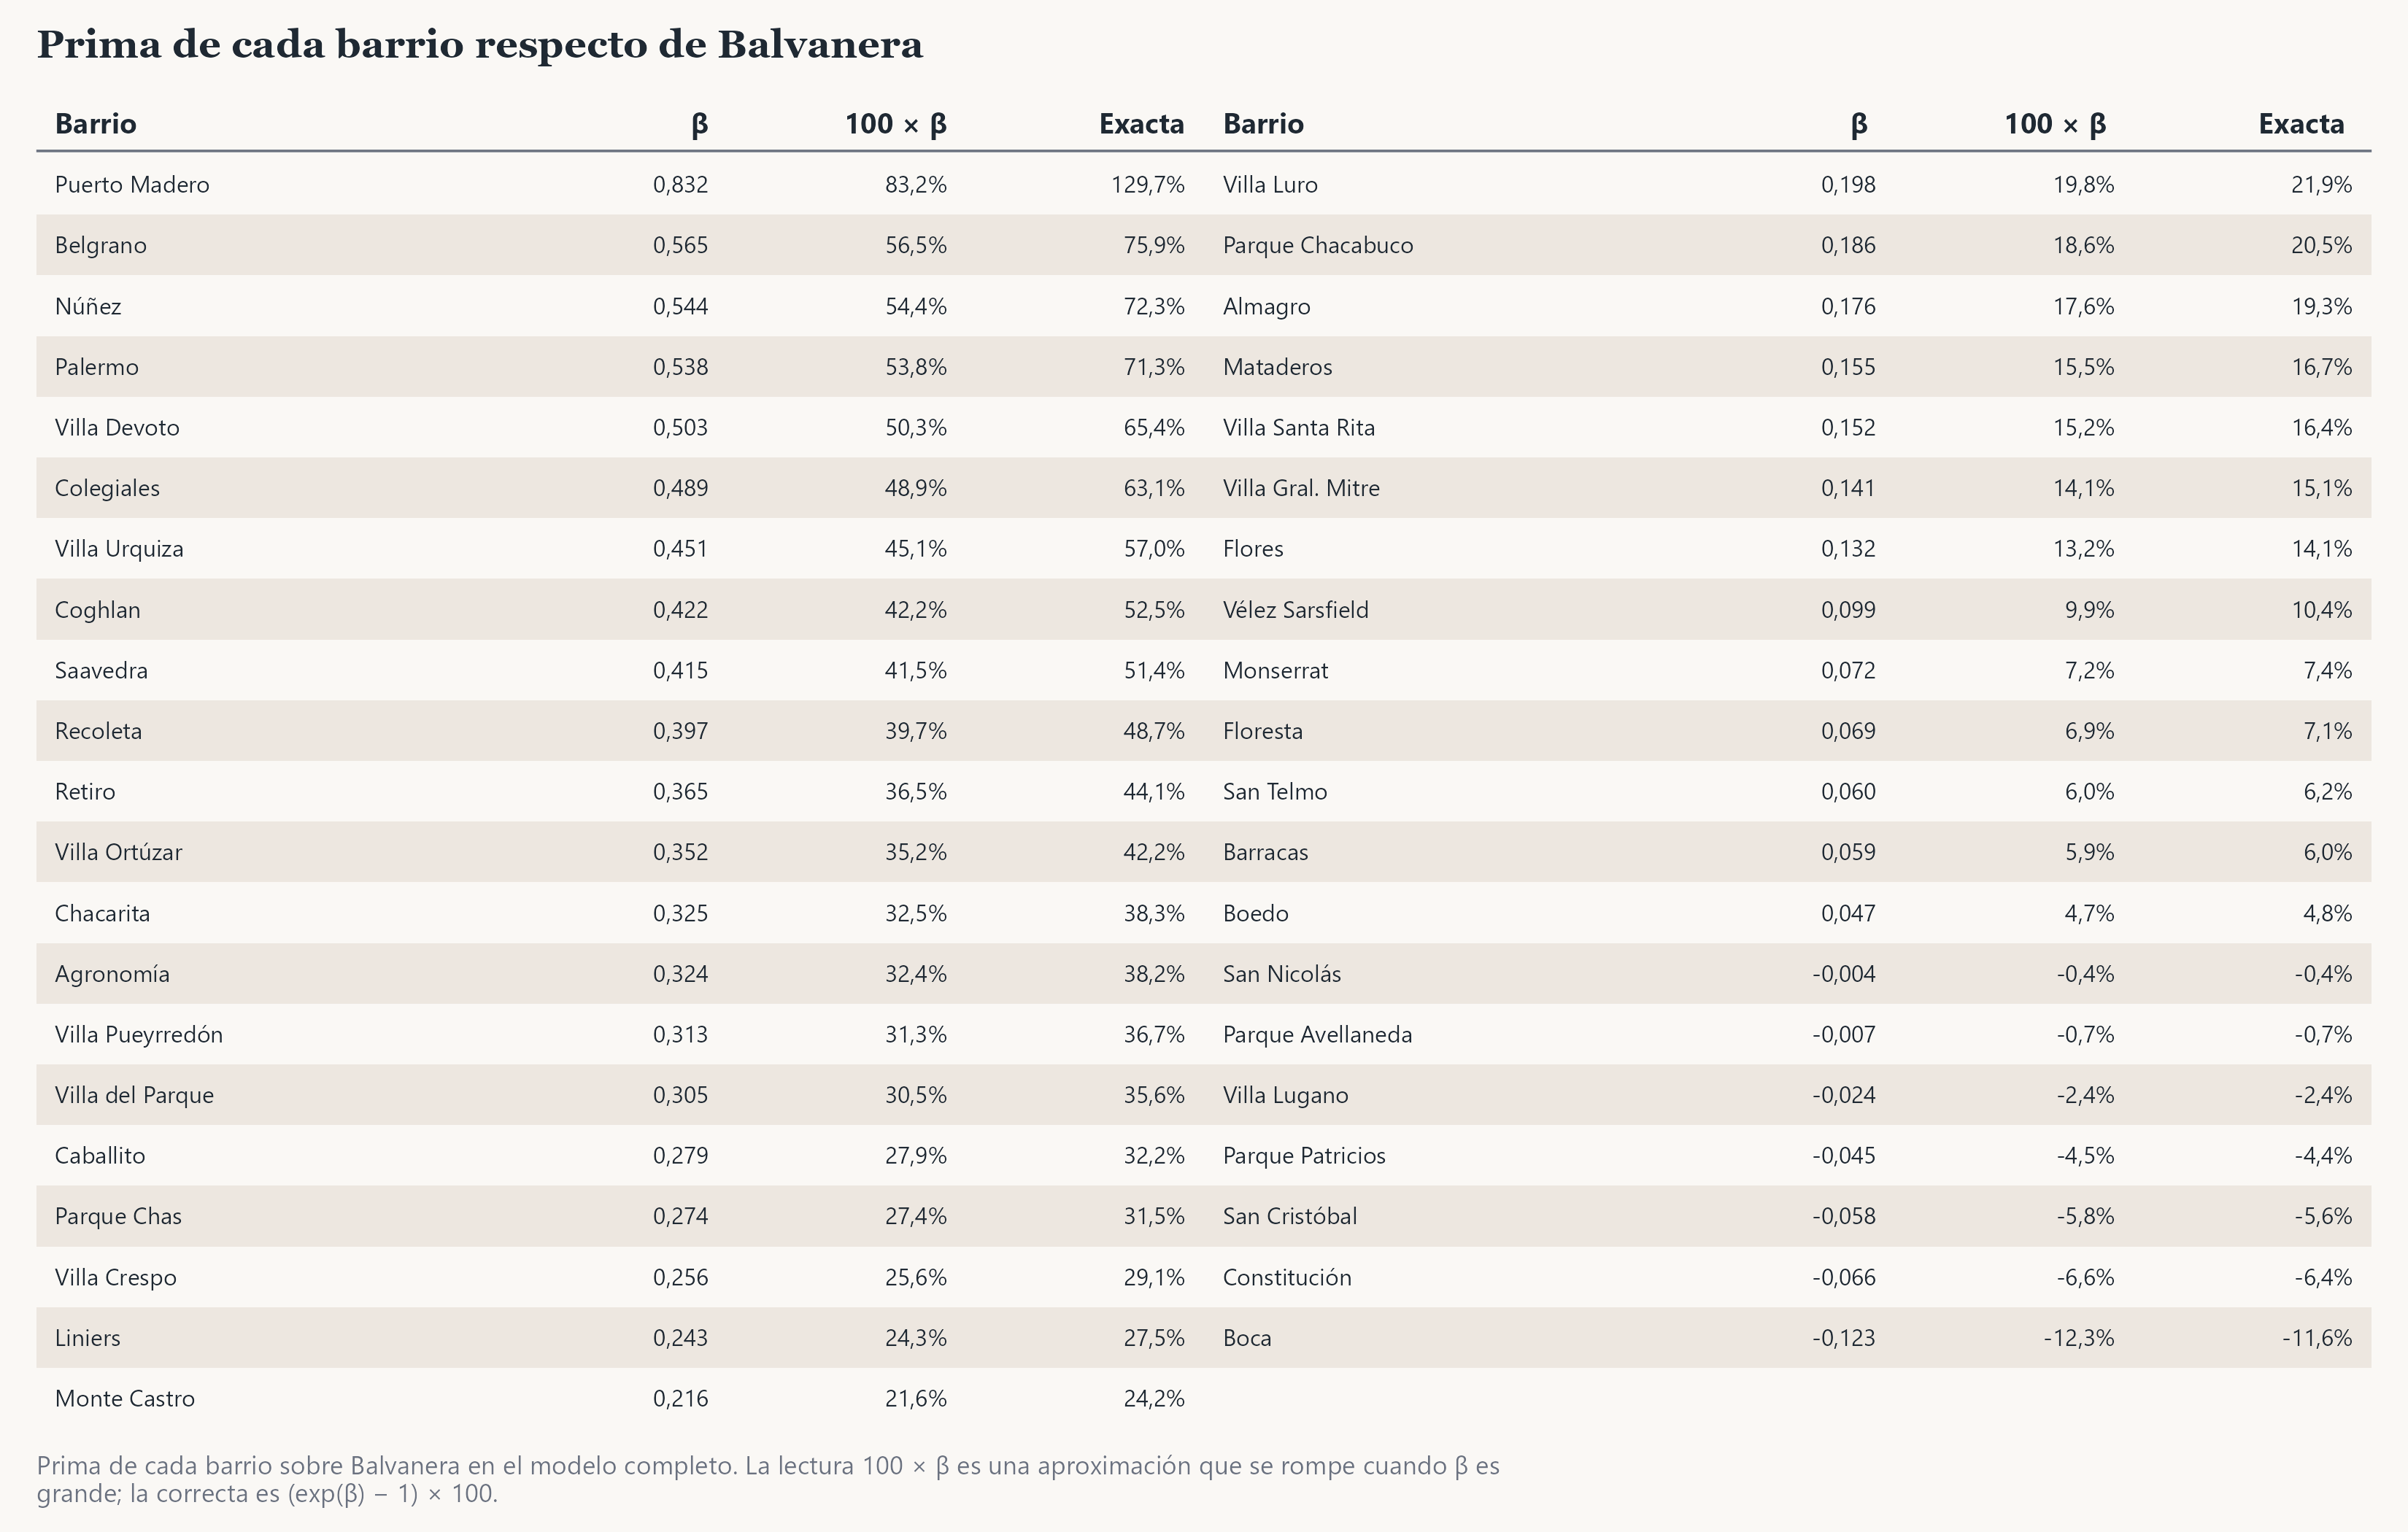 Prima de cada barrio respecto de Balvanera
Barrio β 100 × β Exacta Barrio β 100 × β Exacta
Puerto Madero 0,832 83,2% 129,7% Villa Luro 0,198 19,8% 21,9%
Belgrano 0,565 56,5% 75,9% Parque Chacabuco 0,186 18,6% 20,5%
Núñez 0,544 54,4% 72,3% Almagro 0,176 17,6% 19,3%
Palermo 0,538 53,8% 71,3% Mataderos 0,155 15,5% 16,7%
Villa Devoto 0,503 50,3% 65,4% Villa Santa Rita 0,152 15,2% 16,4%
Colegiales 0,489 48,9% 63,1% Villa Gral. Mitre 0,141 14,1% 15,1%
Villa Urquiza 0,451 45,1% 57,0% Flores 0,132 13,2% 14,1%
Coghlan 0,422 42,2% 52,5% Vélez Sarsfield 0,099 9,9% 10,4%
Saavedra 0,415 41,5% 51,4% Monserrat 0,072 7,2% 7,4%
Recoleta 0,397 39,7% 48,7% Floresta 0,069 6,9% 7,1%
Retiro 0,365 36,5% 44,1% San Telmo 0,060 6,0% 6,2%
Villa Ortúzar 0,352 35,2% 42,2% Barracas 0,059 5,9% 6,0%
Chacarita 0,325 32,5% 38,3% Boedo 0,047 4,7% 4,8%
Agronomía 0,324 32,4% 38,2% San Nicolás -0,004 -0,4% -0,4%
Villa Pueyrredón 0,313 31,3% 36,7% Parque Avellaneda -0,007 -0,7% -0,7%
Villa del Parque 0,305 30,5% 35,6% Villa Lugano -0,024 -2,4% -2,4%
Caballito 0,279 27,9% 32,2% Parque Patricios -0,045 -4,5% -4,4%
Parque Chas 0,274 27,4% 31,5% San Cristóbal -0,058 -5,8% -5,6%
Villa Crespo 0,256 25,6% 29,1% Constitución -0,066 -6,6% -6,4%
Liniers 0,243 24,3% 27,5% Boca -0,123 -12,3% -11,6%
Monte Castro 0,216 21,6% 24,2%
Prima de cada barrio sobre Balvanera en el modelo completo. La lectura 100 × β es una aproximación que se rompe cuando β es
grande; la correcta es (exp(β) − 1) × 100.